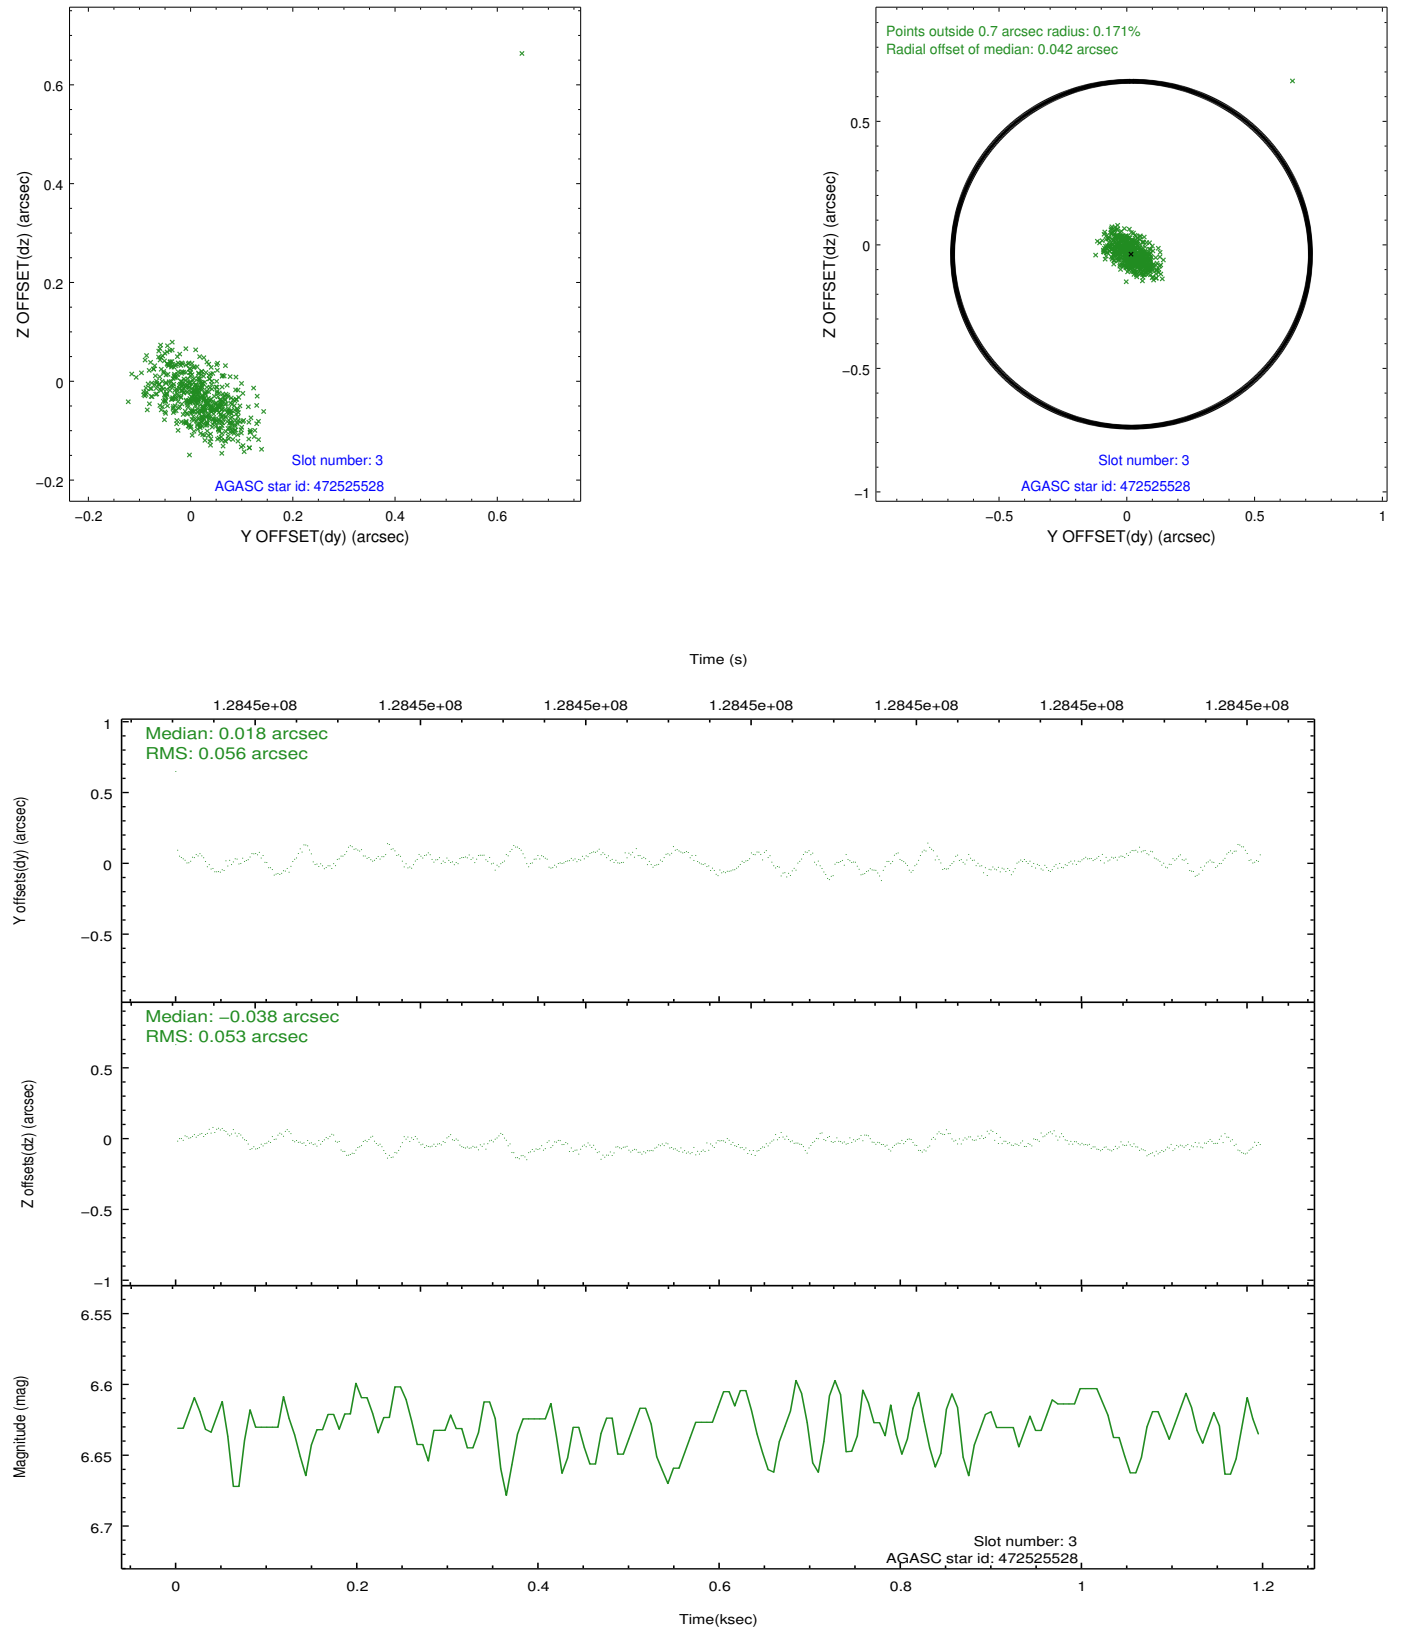 0.6
0.4
0.2
0
−0.2
Z OFFSET(dz) (arcsec)
−0.2 0 0.2 0.4 0.6
Y OFFSET(dy) (arcsec)
Slot number: 3
AGASC star id: 472525528
Points outside 0.7 arcsec radius: 0.171%
Radial offset of median: 0.042 arcsec
0.5
0
−0.5
−1
Z OFFSET(dz) (arcsec)
−0.5 0 0.5 1
Y OFFSET(dy) (arcsec)
Slot number: 3
AGASC star id: 472525528
Time (s)
1.2845e+08 1.2845e+08 1.2845e+08 1.2845e+08 1.2845e+08 1.2845e+08 1.2845e+08
Median: 0.018 arcsec
RMS: 0.056 arcsec
1
0.5
0
−0.5
Y offsets(dy) (arcsec)
Median: −0.038 arcsec
RMS: 0.053 arcsec
0.5
0
−0.5
−1
Z offsets(dz) (arcsec)
6.55
6.6
6.65
6.7
Magnitude (mag)
Slot number: 3
AGASC star id: 472525528
0 0.2 0.4 0.6 0.8 1 1.2
Time(ksec)